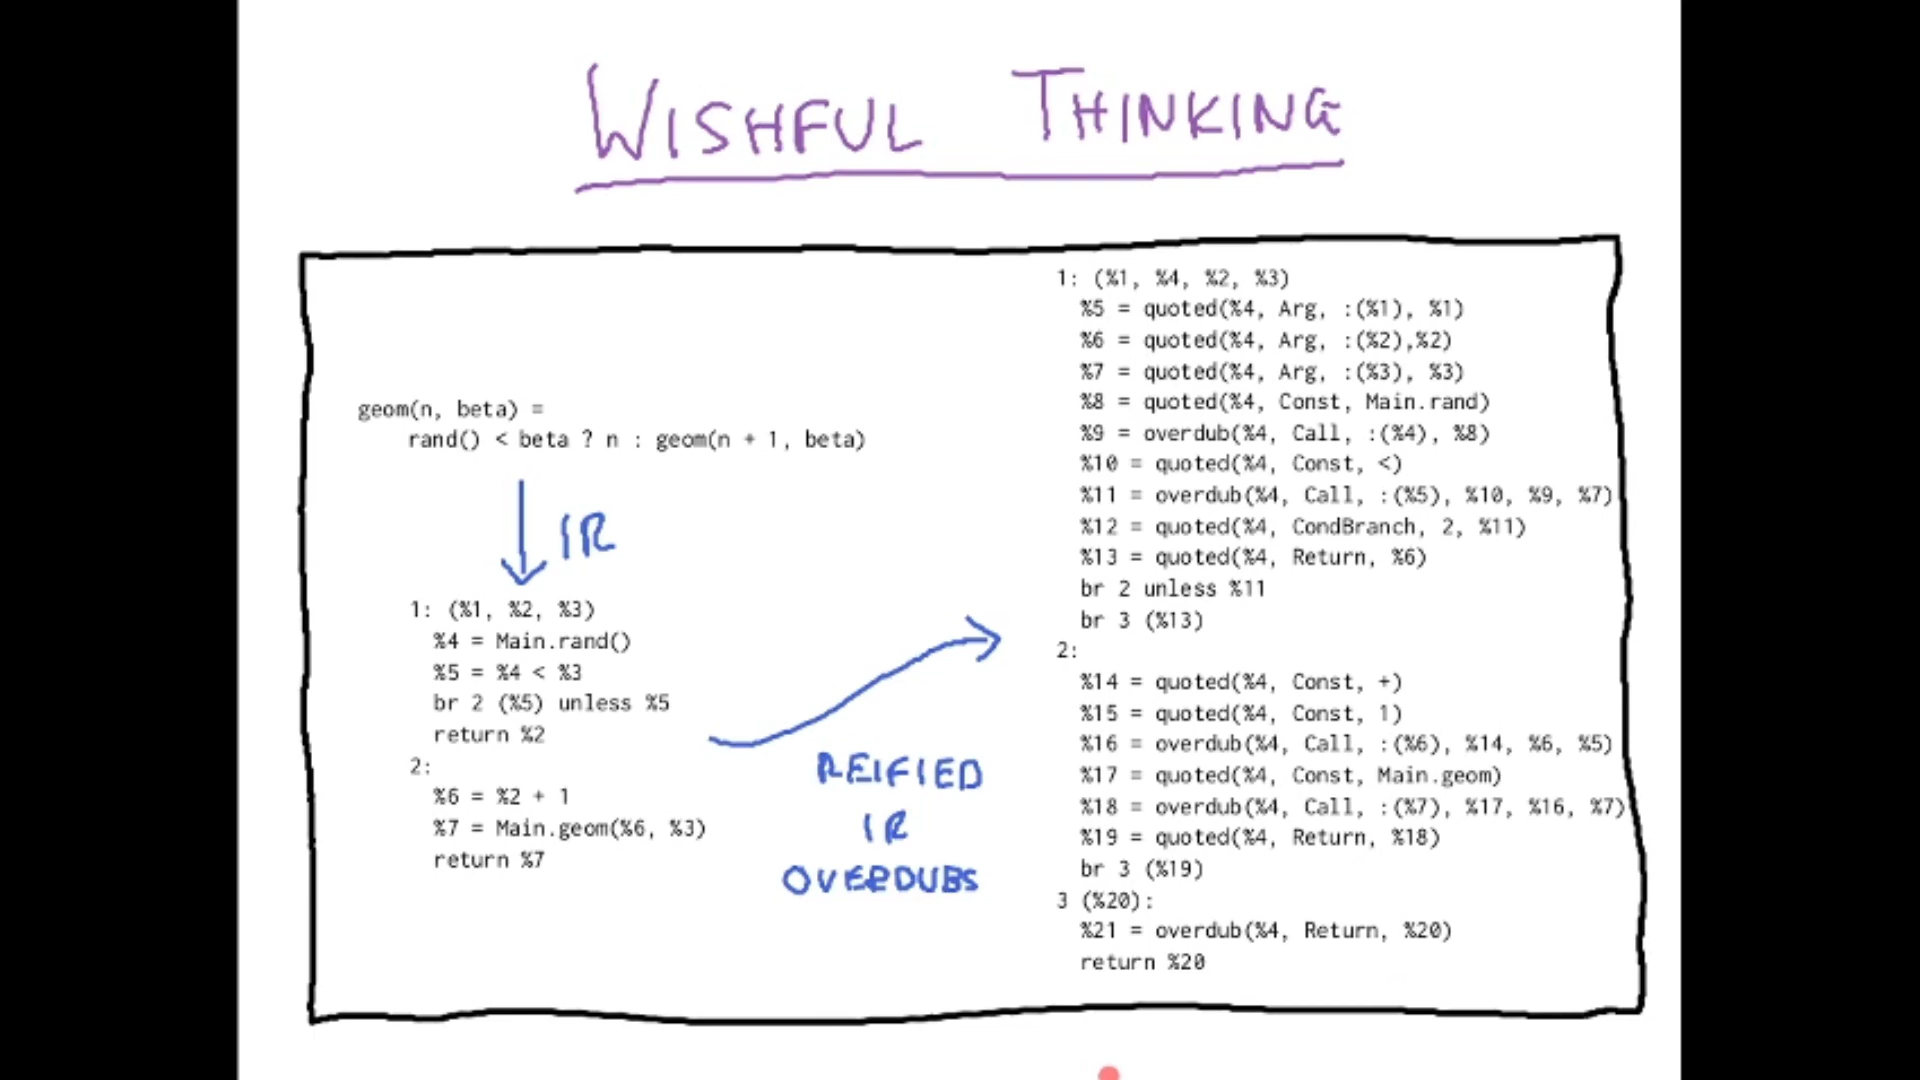 WISHFUL THINKING
geom(n, beta) =
rand() < beta ? n : geom(n + 1, beta)
IR
1: (%1, %2, %3)
%4 = Main.rand()
%5 = %4 < %3
br 2 (%5) unless %5
return %2
2:
%6 = %2 + 1
%7 = Main.geom(%6, %3)
return %7
REIFIED
IR
OVERDUBS
1: (%1, %4, %2, %3)
%5 = quoted(%4, Arg, :(%1), %1)
%6 = quoted(%4, Arg, :(%2),%2)
%7 = quoted(%4, Arg, :(%3), %3)
%8 = quoted(%4, Const, Main.rand)
%9 = overdub(%4, Call, :(%4), %8)
%10 = quoted(%4, Const, <)
%11 = overdub(%4, Call, :(%5), %10, %9, %7)
%12 = quoted(%4, CondBranch, 2, %11)
%13 = quoted(%4, Return, %6)
br 2 unless %11
br 3 (%13)
2:
%14 = quoted(%4, Const, +)
%15 = quoted(%4, Const, 1)
%16 = overdub(%4, Call, :(%6), %14, %6, %5)
%17 = quoted(%4, Const, Main.geom)
%18 = overdub(%4, Call, :(%7), %17, %16, %7)
%19 = quoted(%4, Return, %18)
br 3 (%19)
3 (%20):
%21 = overdub(%4, Return, %20)
return %20